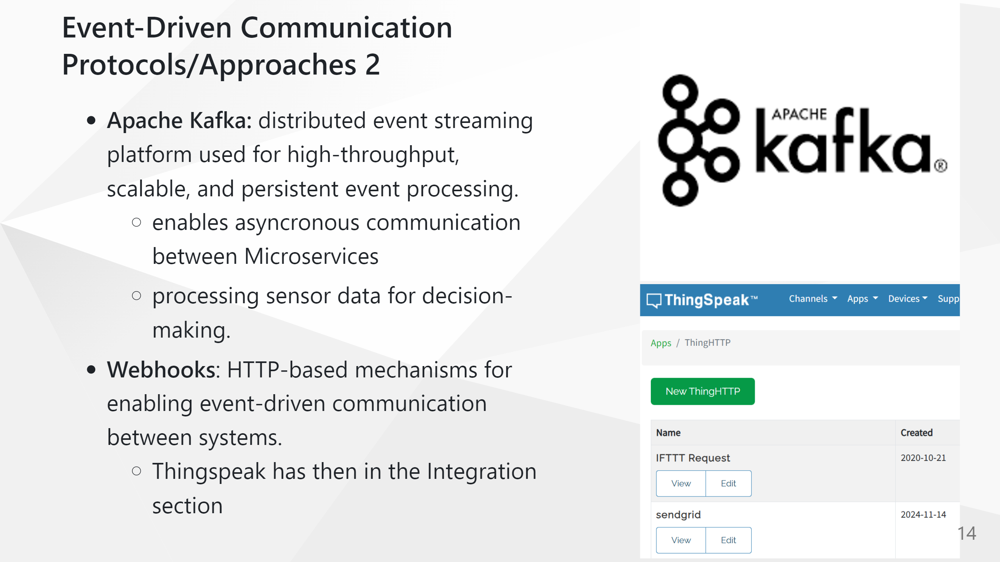 Event-Driven Communication
Protocols/Approaches 2
• Apache Kafka: distributed event streaming
platform used for high-throughput,
scalable, and persistent event processing.
○ enables asyncronous communication
between Microservices
○ processing sensor data for decision-
making.
• Webhooks: HTTP-based mechanisms for
enabling event-driven communication
between systems.
○ Thingspeak has then in the Integration
section
APACHE
kafka®
ThingSpeak™ Channels Apps Devices Supp
Apps / ThingHTTP
New ThingHTTP
Name Created
IFTTT Request 2020-10-21
View Edit
sendgrid 2024-11-14
View Edit
14